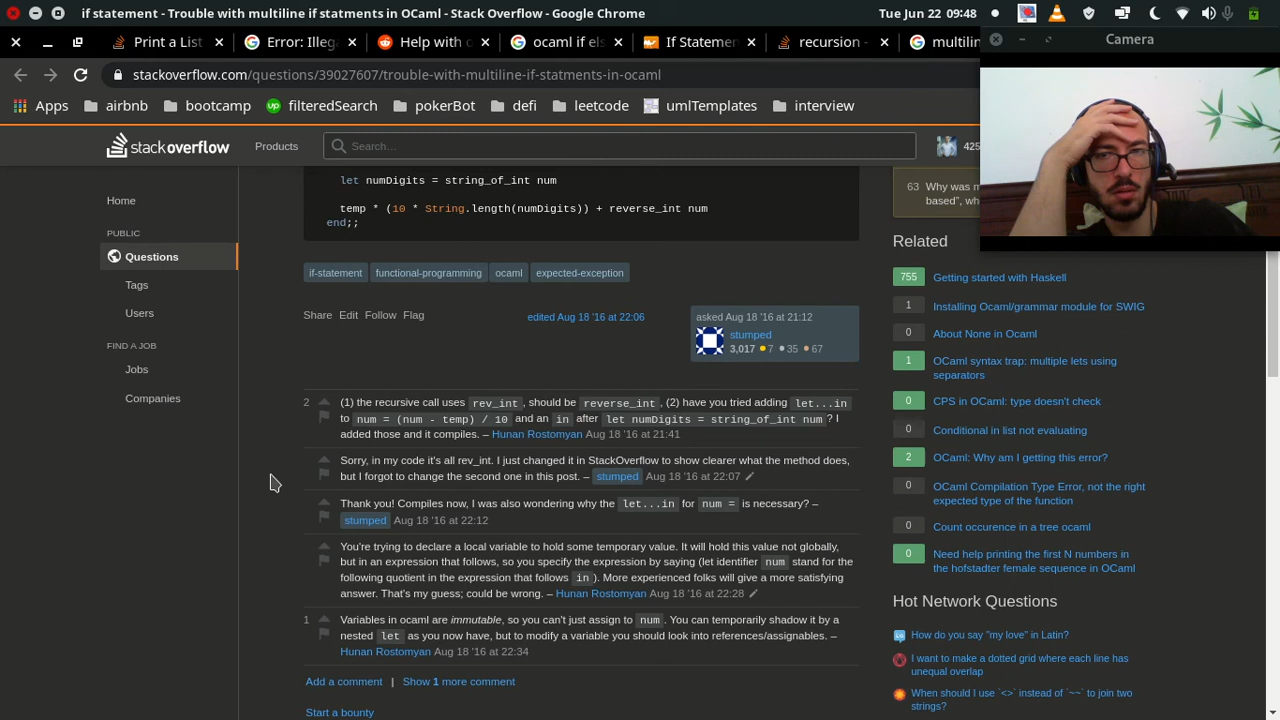 if statement - Trouble with multiline if statments in OCaml - Stack Overflow - Google Chrome
Tue Jun 22 09:48
Print a List
Error: Illega
Help with o
ocaml if els
If Statemen
recursion -
multilin
Camera
stackoverflow.com/questions/39027607/trouble-with-multiline-if-statments-in-ocaml
Apps
airbnb
bootcamp
filteredSearch
pokerBot
defi
leetcode
umlTemplates
interview
stackoverflow
Products
Search...
425
Home
PUBLIC
Questions
Tags
Users
FIND A JOB
Jobs
Companies
let numDigits = string_of_int num
temp * (10 * String.length(numDigits)) + reverse_int num
end;;
if-statement functional-programming ocaml expected-exception
Share Edit Follow Flag
edited Aug 18 '16 at 22:06
asked Aug 18 '16 at 21:12
stumped
3,017 7 35 67
2 (1) the recursive call uses rev_int, should be reverse_int, (2) have you tried adding let...in
to num = (num - temp) / 10 and an in after let numDigits = string_of_int num ? I
added those and it compiles. – Hunan Rostomyan Aug 18 '16 at 21:41
Sorry, in my code it's all rev_int. I just changed it in StackOverflow to show clearer what the method does,
but I forgot to change the second one in this post. – stumped Aug 18 '16 at 22:07
Thank you! Compiles now, I was also wondering why the let...in for num = is necessary? –
stumped Aug 18 '16 at 22:12
You're trying to declare a local variable to hold some temporary value. It will hold this value not globally,
but in an expression that follows, so you specify the expression by saying (let identifier num stand for the
following quotient in the expression that follows in ). More experienced folks will give a more satisfying
answer. That's my guess; could be wrong. – Hunan Rostomyan Aug 18 '16 at 22:28
1 Variables in ocaml are immutable, so you can't just assign to num. You can temporarily shadow it by a
nested let as you now have, but to modify a variable you should look into references/assignables. –
Hunan Rostomyan Aug 18 '16 at 22:34
Add a comment | Show 1 more comment
Start a bounty
63 Why was m
based", wh
Related
755 Getting started with Haskell
1 Installing Ocaml/grammar module for SWIG
0 About None in Ocaml
1 OCaml syntax trap: multiple lets using
separators
0 CPS in OCaml: type doesn't check
0 Conditional in list not evaluating
2 OCaml: Why am I getting this error?
0 OCaml Compilation Type Error, not the right
expected type of the function
0 Count occurence in a tree ocaml
0 Need help printing the first N numbers in
the hofstadter female sequence in OCaml
Hot Network Questions
How do you say "my love" in Latin?
I want to make a dotted grid where each line has
unequal overlap
When should I use `<>` instead of `~~` to join two
strings?